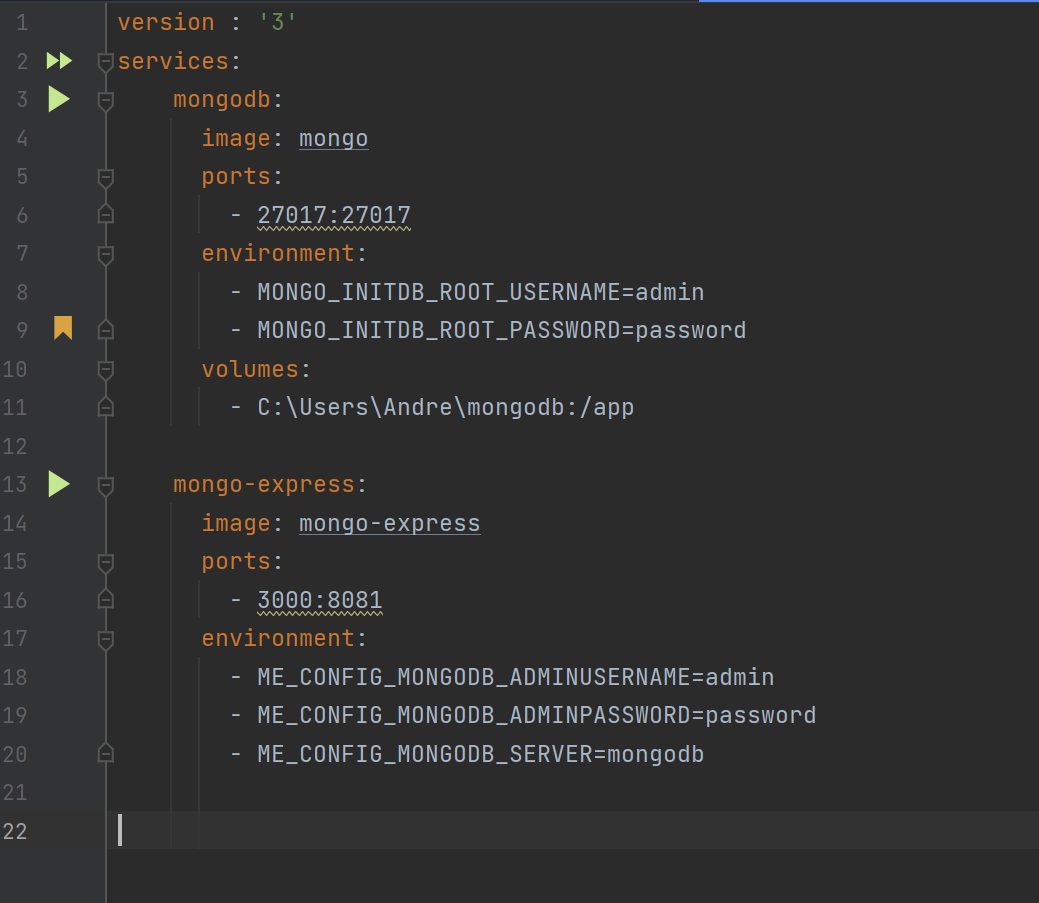 1 version : '3'
2 services:
3     mongodb:
4       image: mongo
5       ports:
6         - 27017:27017
7       environment:
8         - MONGO_INITDB_ROOT_USERNAME=admin
9         - MONGO_INITDB_ROOT_PASSWORD=password
10       volumes:
11         - C:\Users\Andre\mongodb:/app
12
13     mongo-express:
14       image: mongo-express
15       ports:
16         - 3000:8081
17       environment:
18         - ME_CONFIG_MONGODB_ADMINUSERNAME=admin
19         - ME_CONFIG_MONGODB_ADMINPASSWORD=password
20         - ME_CONFIG_MONGODB_SERVER=mongodb
21
22